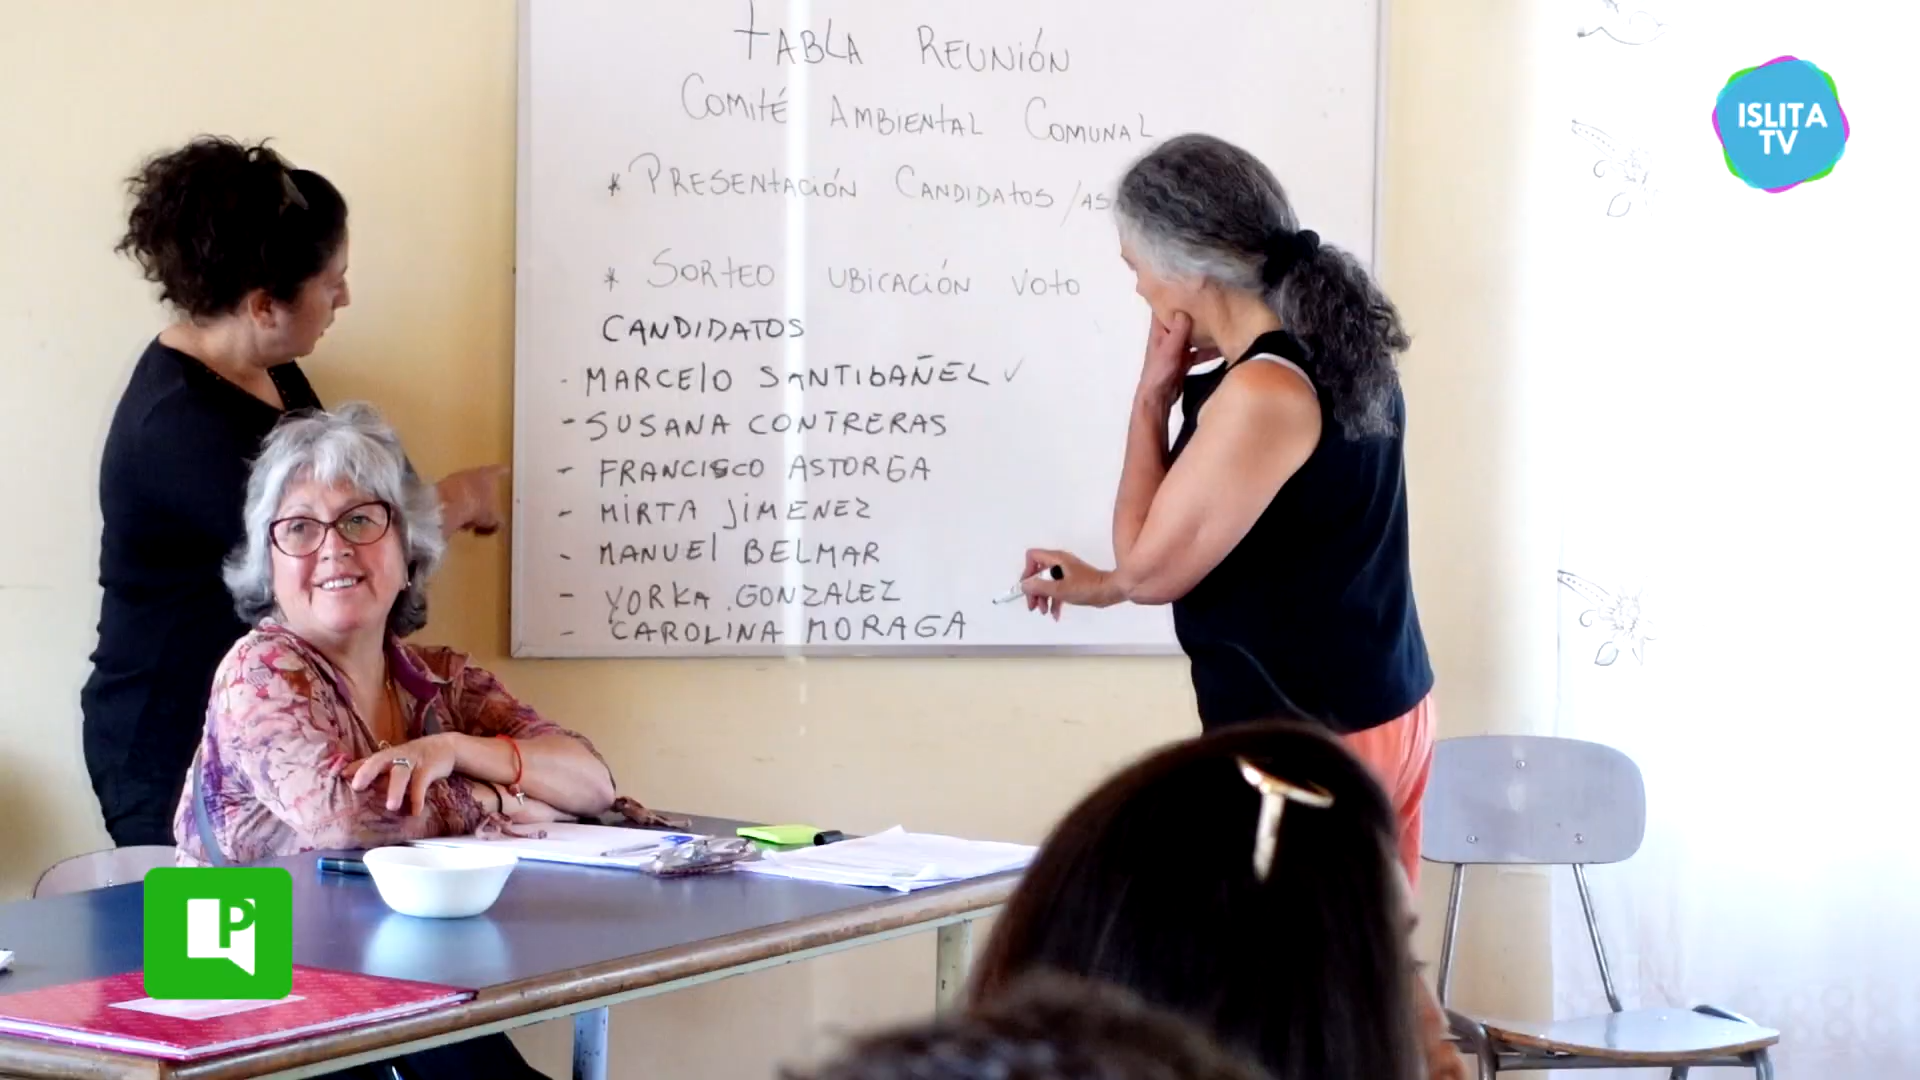 TABLA REUNIÓN
COMITÉ AMBIENTAL COMUNAL
* PRESENTACIÓN CANDIDATOS/AS
* SORTEO UBICACIÓN VOTO
CANDIDATOS
- MARCELO SANTIBAÑEL ✓
- SUSANA CONTRERAS
- FRANCISCO ASTORGA
- MIRTA JIMENEZ
- MANUEL BELMAR
- YORKA GONZALEZ
- CAROLINA MORAGA
ISLITA
TV
P